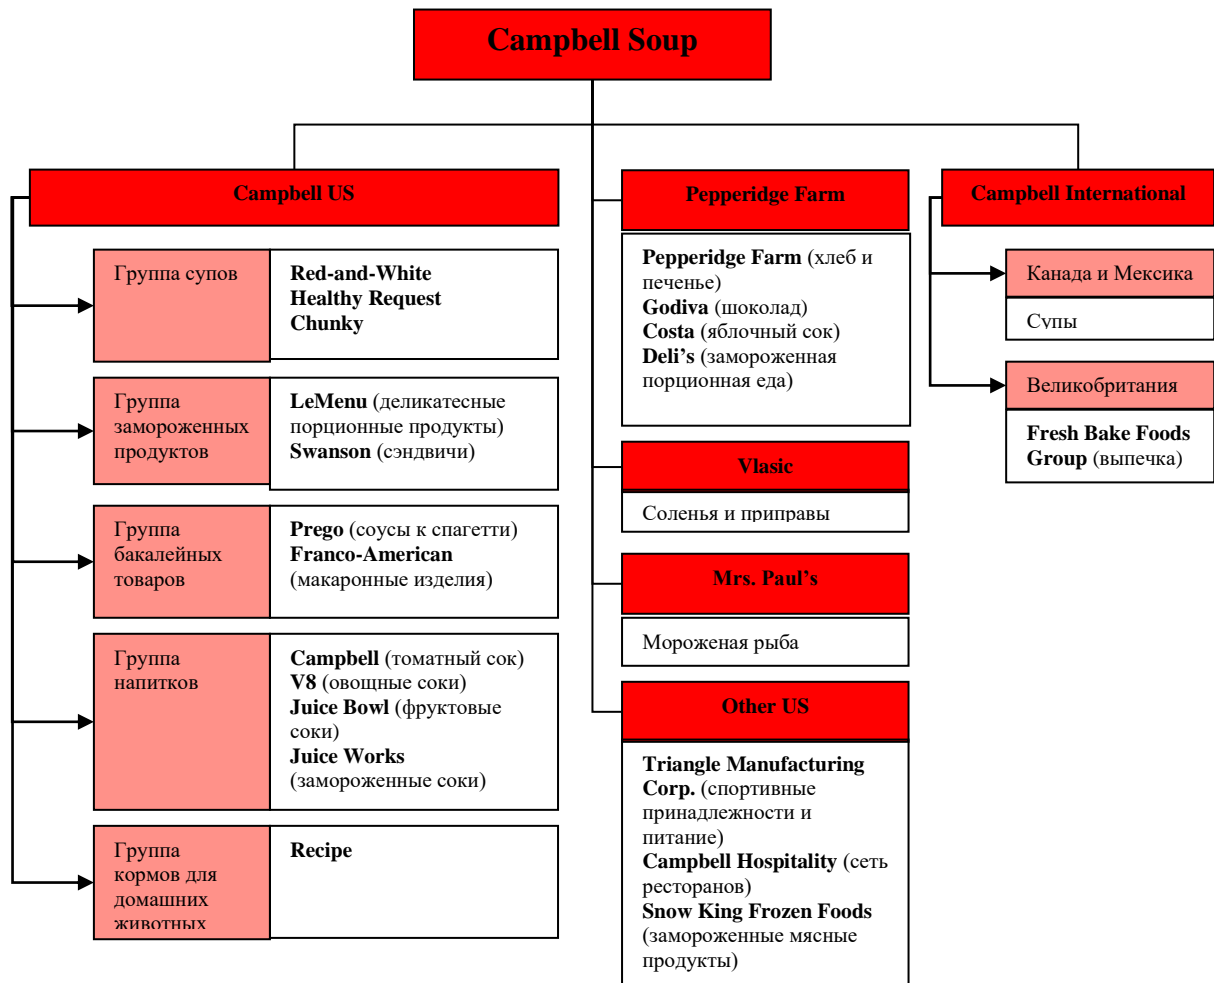 Campbell Soup
Campbell US
Группа супов
Red-and-White
Healthy Request
Chunky
Группа
замороженных
продуктов
LeMenu (деликатесные
порционные продукты)
Swanson (сэндвичи)
Группа
бакалейных
товаров
Prego (соусы к спагетти)
Franco-American
(макаронные изделия)
Группа
напитков
Campbell (томатный сок)
V8 (овощные соки)
Juice Bowl (фруктовые
соки)
Juice Works
(замороженные соки)
Группа
кормов для
домашних
животных
Recipe
Pepperidge Farm
Pepperidge Farm (хлеб и
печенье)
Godiva (шоколад)
Costa (яблочный сок)
Deli’s (замороженная
порционная еда)
Vlasic
Соленья и приправы
Mrs. Paul’s
Мороженая рыба
Other US
Triangle Manufacturing
Corp. (спортивные
принадлежности и
питание)
Campbell Hospitality (сеть
ресторанов)
Snow King Frozen Foods
(замороженные мясные
продукты)
Campbell International
Канада и Мексика
Супы
Великобритания
Fresh Bake Foods
Group (выпечка)